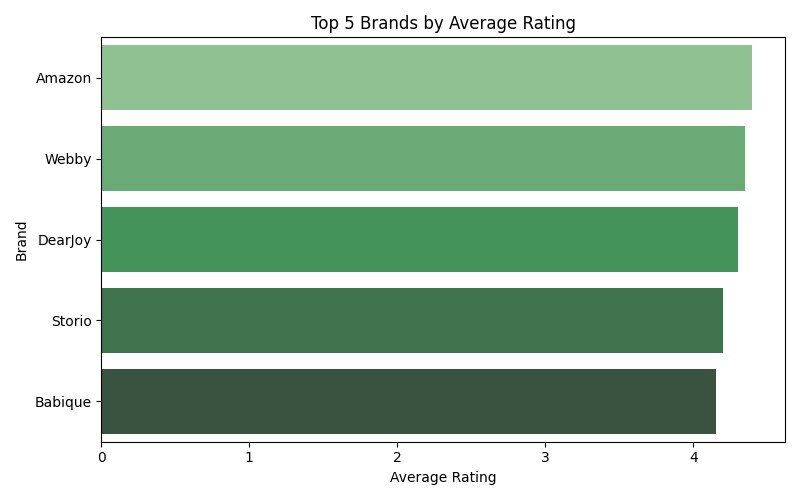 Top 5 Brands by Average Rating
Brand
Amazon
Webby
DearJoy
Storio
Babique
0 1 2 3 4
Average Rating